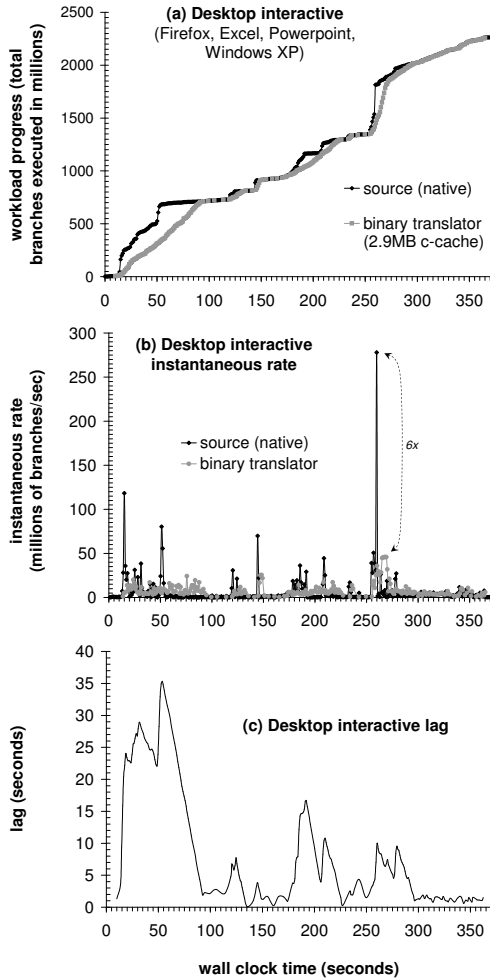 (a) Desktop interactive
(Firefox, Excel, Powerpoint,
Windows XP)
workload progress (total
branches executed in millions)
2500
2000
1500
1000
500
0
source (native)
binary translator
(2.9MB c-cache)
0 50 100 150 200 250 300 350
(b) Desktop interactive
instantaneous rate
instantaneous rate
(millions of branches/sec)
300
250
200
150
100
50
0
source (native)
binary translator
6x
0 50 100 150 200 250 300 350
(c) Desktop interactive lag
lag (seconds)
40
35
30
25
20
15
10
5
0
0 50 100 150 200 250 300 350
wall clock time (seconds)